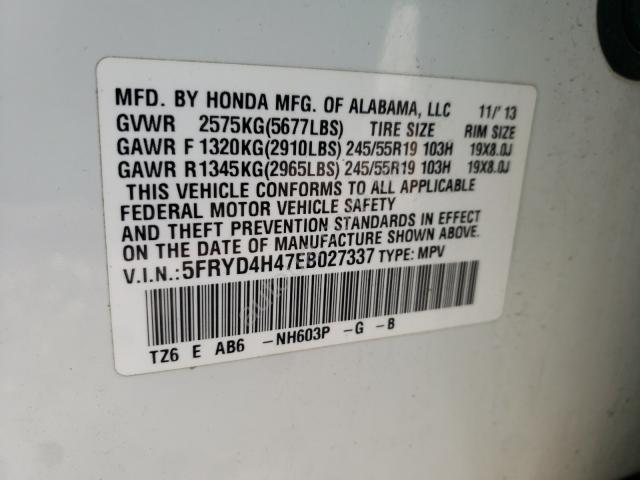 MFD. BY HONDA MFG. OF ALABAMA, LLC 11/'13
GVWR 2575KG(5677LBS) TIRE SIZE RIM SIZE
GAWR F 1320KG(2910LBS) 245/55R19 103H 19X8.0J
GAWR R1345KG(2965LBS) 245/55R19 103H 19X8.0J
THIS VEHICLE CONFORMS TO ALL APPLICABLE
FEDERAL MOTOR VEHICLE SAFETY
AND THEFT PREVENTION STANDARDS IN EFFECT
ON THE DATE OF MANUFACTURE SHOWN ABOVE.
V.I.N.: 5FRYD4H47EB027337 TYPE: MPV
TZ6 E AB6 -NH603P -G -B